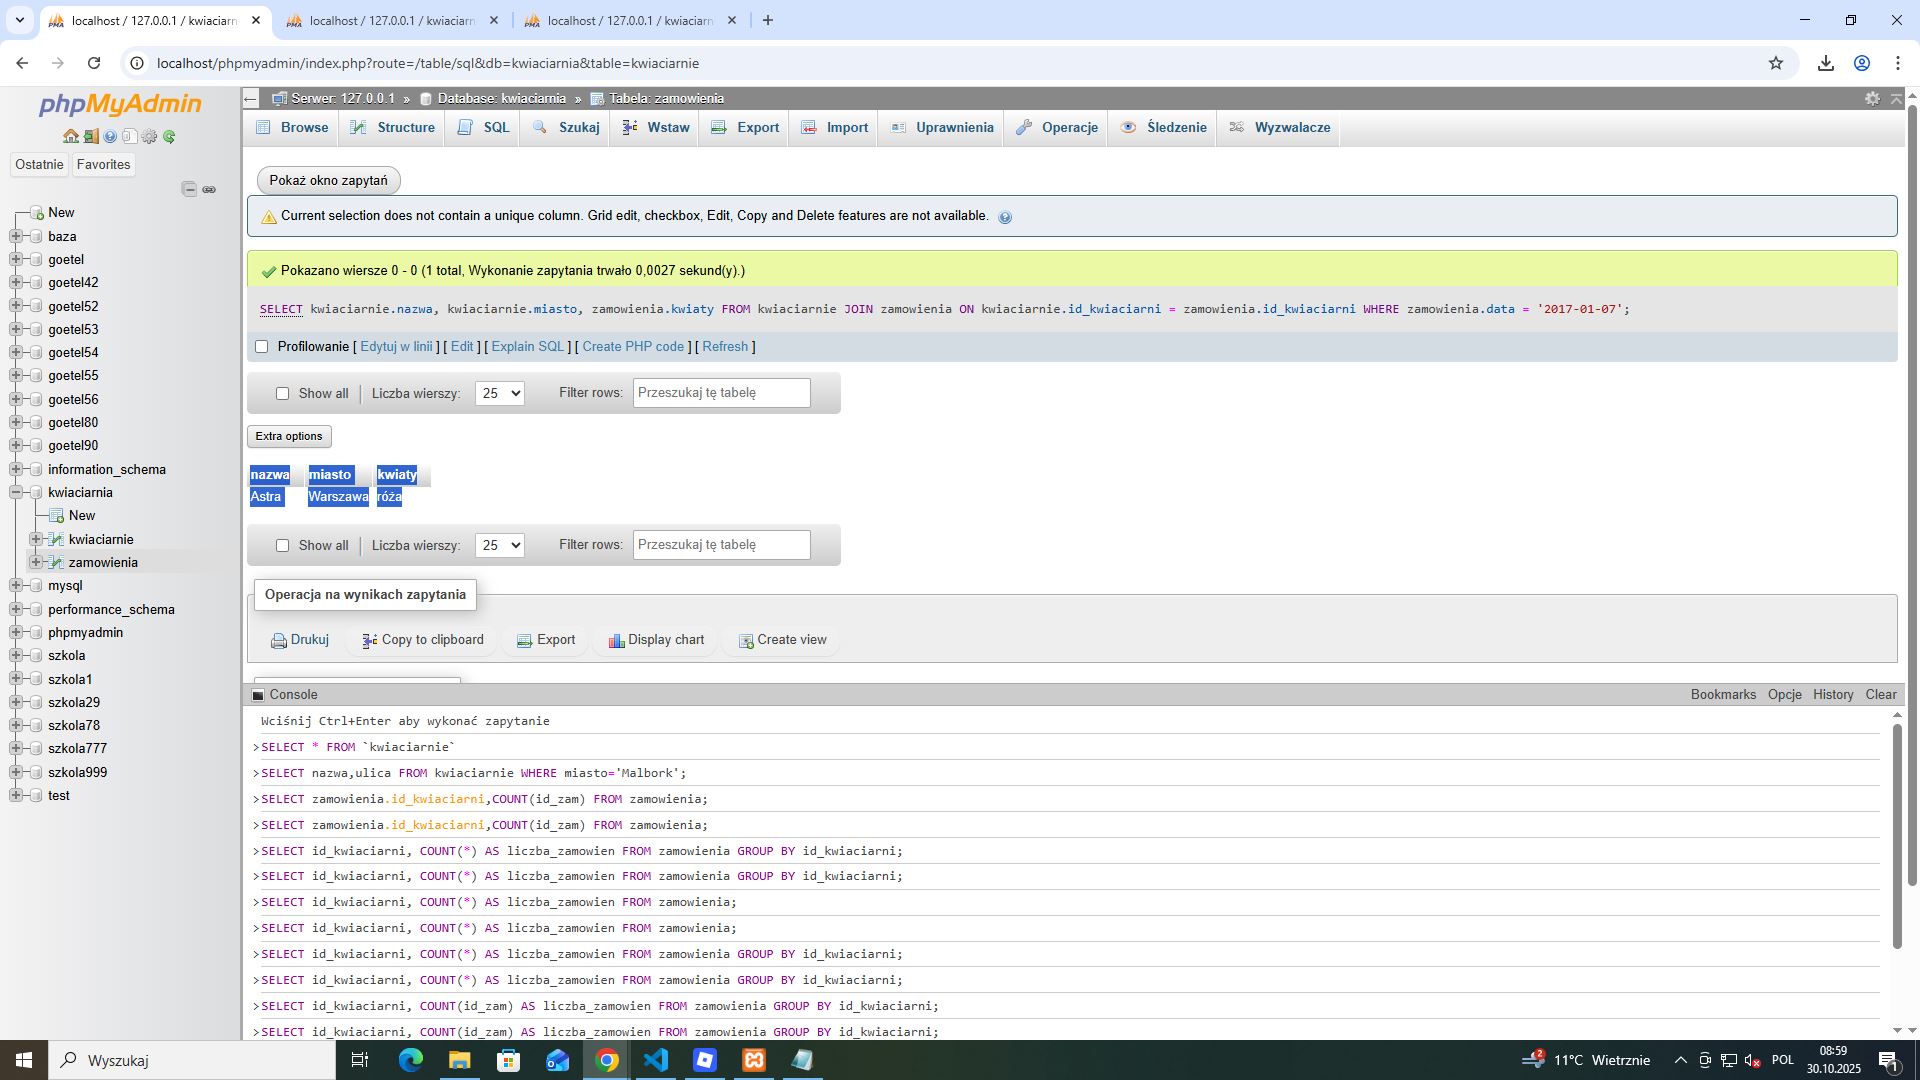 localhost / 127.0.0.1 / kwiaciarn
localhost / 127.0.0.1 / kwiaciarn
localhost / 127.0.0.1 / kwiaciarn
localhost/phpmyadmin/index.php?route=/table/sql&db=kwiaciarnia&table=kwiaciarnie
phpMyAdmin
Ostatnie
Favorites
New
baza
goetel
goetel42
goetel52
goetel53
goetel54
goetel55
goetel56
goetel80
goetel90
information_schema
kwiaciarnia
New
kwiaciarnie
zamowienia
mysql
performance_schema
phpmyadmin
szkola
szkola1
szkola29
szkola78
szkola777
szkola999
test
Serwer: 127.0.0.1 » Database: kwiaciarnia » Tabela: zamowienia
Browse Structure SQL Szukaj Wstaw Export Import Uprawnienia Operacje Śledzenie Wyzwalacze
Pokaż okno zapytań
Current selection does not contain a unique column. Grid edit, checkbox, Edit, Copy and Delete features are not available.
Pokazano wiersze 0 - 0 (1 total, Wykonanie zapytania trwało 0,0027 sekund(y).)
SELECT kwiaciarnie.nazwa, kwiaciarnie.miasto, zamowienia.kwiaty FROM kwiaciarnie JOIN zamowienia ON kwiaciarnie.id_kwiaciarni = zamowienia.id_kwiaciarni WHERE zamowienia.data = '2017-01-07';
Profilowanie [ Edytuj w linii ] [ Edit ] [ Explain SQL ] [ Create PHP code ] [ Refresh ]
Show all | Liczba wierszy: 25 Filter rows: Przeszukaj tę tabelę
Extra options
nazwa miasto kwiaty
Astra Warszawa róża
Show all | Liczba wierszy: 25 Filter rows: Przeszukaj tę tabelę
Operacja na wynikach zapytania
Drukuj Copy to clipboard Export Display chart Create view
Console Bookmarks Opcje History Clear
Wciśnij Ctrl+Enter aby wykonać zapytanie
>SELECT * FROM `kwiaciarnie`
>SELECT nazwa,ulica FROM kwiaciarnie WHERE miasto='Malbork';
>SELECT zamowienia.id_kwiaciarni,COUNT(id_zam) FROM zamowienia;
>SELECT zamowienia.id_kwiaciarni,COUNT(id_zam) FROM zamowienia;
>SELECT id_kwiaciarni, COUNT(*) AS liczba_zamowien FROM zamowienia GROUP BY id_kwiaciarni;
>SELECT id_kwiaciarni, COUNT(*) AS liczba_zamowien FROM zamowienia GROUP BY id_kwiaciarni;
>SELECT id_kwiaciarni, COUNT(*) AS liczba_zamowien FROM zamowienia;
>SELECT id_kwiaciarni, COUNT(*) AS liczba_zamowien FROM zamowienia;
>SELECT id_kwiaciarni, COUNT(*) AS liczba_zamowien FROM zamowienia GROUP BY id_kwiaciarni;
>SELECT id_kwiaciarni, COUNT(*) AS liczba_zamowien FROM zamowienia GROUP BY id_kwiaciarni;
>SELECT id_kwiaciarni, COUNT(id_zam) AS liczba_zamowien FROM zamowienia GROUP BY id_kwiaciarni;
>SELECT id_kwiaciarni, COUNT(id_zam) AS liczba_zamowien FROM zamowienia GROUP BY id_kwiaciarni;
Wyszukaj
2
11°C Wietrznie
POL
08:59
30.10.2025
1